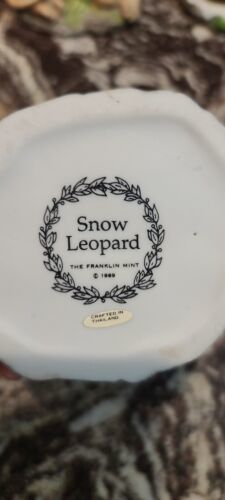 Snow
Leopard
THE FRANKLIN MINT
© 1989
CRAFTED IN
THAILAND